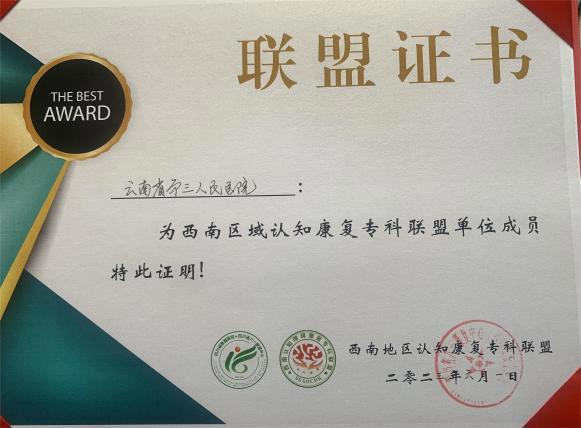 联盟证书
THE BEST
AWARD
云南省第三人民医院:
为西南区域认知康复专科联盟单位成员
特此证明!
西南地区认知康复专科联盟
二零二三年六月一日